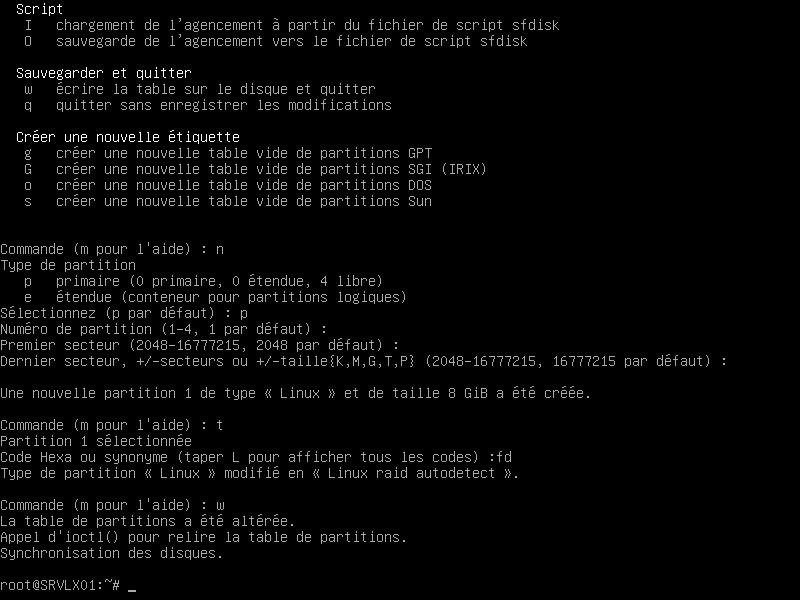 Script
I chargement de l’agencement à partir du fichier de script sfdisk
O sauvegarde de l’agencement vers le fichier de script sfdisk
Sauvegarder et quitter
w écrire la table sur le disque et quitter
q quitter sans enregistrer les modifications
Créer une nouvelle étiquette
g créer une nouvelle table vide de partitions GPT
G créer une nouvelle table vide de partitions SGI (IRIX)
o créer une nouvelle table vide de partitions DOS
s créer une nouvelle table vide de partitions Sun
Commande (m pour l'aide) : n
Type de partition
p primaire (0 primaire, 0 étendue, 4 libre)
e étendue (conteneur pour partitions logiques)
Sélectionnez (p par défaut) : p
Numéro de partition (1-4, 1 par défaut) :
Premier secteur (2048-16777215, 2048 par défaut) :
Dernier secteur, +/-secteurs ou +/-taille{K,M,G,T,P} (2048-16777215, 16777215 par défaut) :
Une nouvelle partition 1 de type « Linux » et de taille 8 GiB a été créée.
Commande (m pour l'aide) : t
Partition 1 sélectionnée
Code Hexa ou synonyme (taper L pour afficher tous les codes) :fd
Type de partition « Linux » modifié en « Linux raid autodetect ».
Commande (m pour l'aide) : w
La table de partitions a été altérée.
Appel d'ioctl() pour relire la table de partitions.
Synchronisation des disques.
root@SRVLX01:~# _